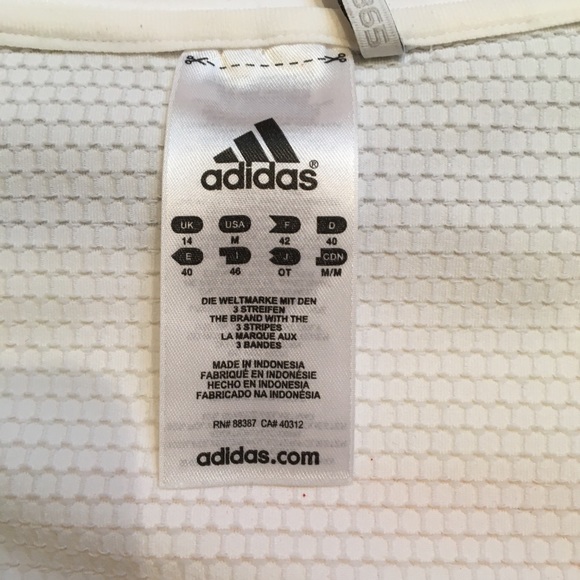 365
adidas®
UK USA F D
14 M 42 40
E I J CDN
40 46 OT M/M
DIE WELTMARKE MIT DEN
3 STREIFEN
THE BRAND WITH THE
3 STRIPES
LA MARQUE AUX
3 BANDES
MADE IN INDONESIA
FABRIQUÉ EN INDONÉSIE
HECHO EN INDONESIA
FABRICADO NA INDONÉSIA
RN# 88387 CA# 40312
adidas.com